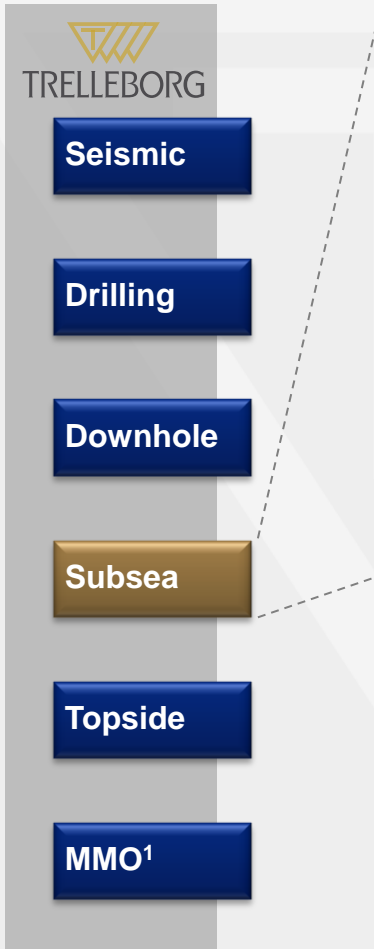 T
TRELLEBORG
Seismic
Drilling
Downhole
Subsea
Topside
MMO¹